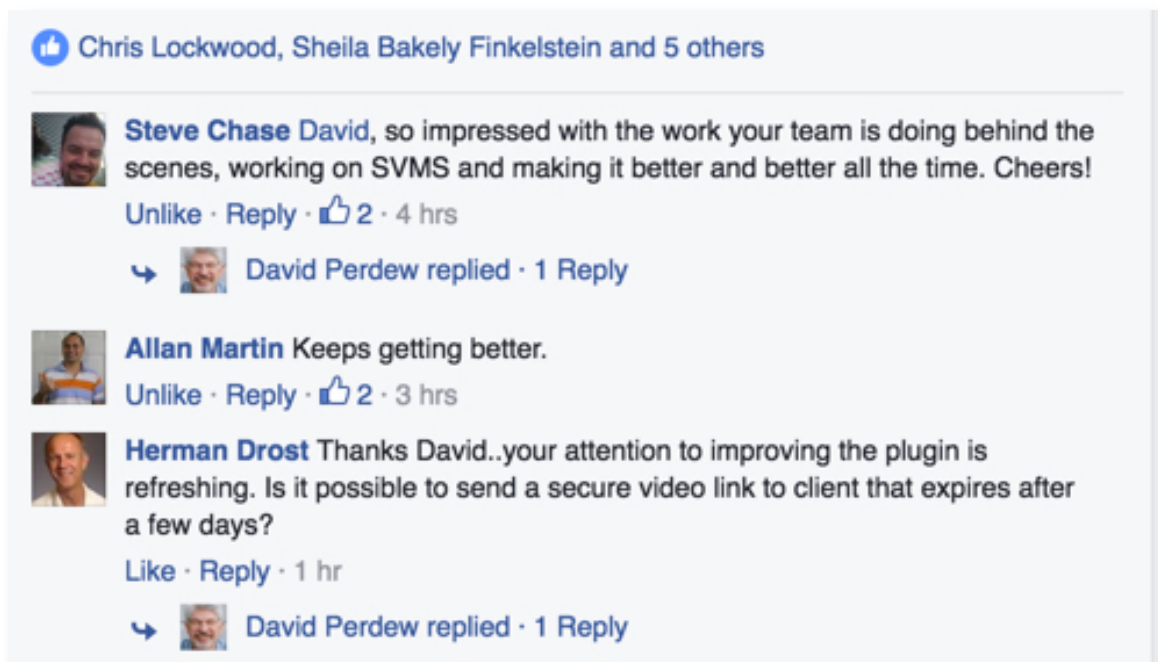 Chris Lockwood, Sheila Bakely Finkelstein and 5 others
Steve Chase David, so impressed with the work your team is doing behind the
scenes, working on SVMS and making it better and better all the time. Cheers!
Unlike · Reply · 2 · 4 hrs
David Perdew replied · 1 Reply
Allan Martin Keeps getting better.
Unlike · Reply · 2 · 3 hrs
Herman Drost Thanks David..your attention to improving the plugin is
refreshing. Is it possible to send a secure video link to client that expires after
a few days?
Like · Reply · 1 hr
David Perdew replied · 1 Reply